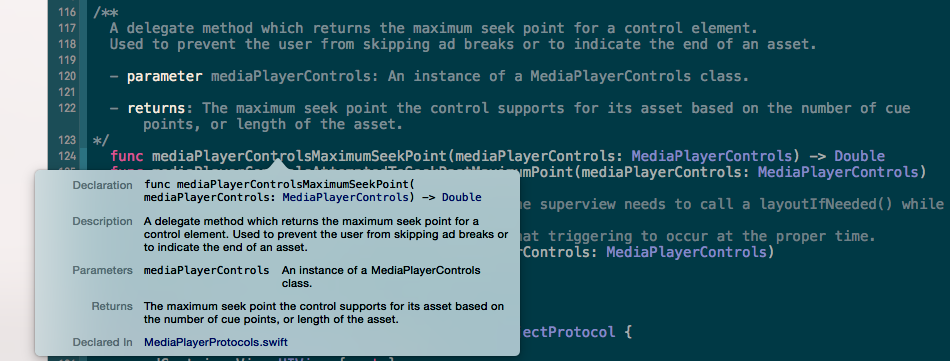 116 /**
117 A delegate method which returns the maximum seek point for a control element.
118 Used to prevent the user from skipping ad breaks or to indicate the end of an asset.
119
120 - parameter mediaPlayerControls: An instance of a MediaPlayerControls class.
121
122 - returns: The maximum seek point the control supports for its asset based on the number of cue
points, or length of the asset.
123 */
124 func mediaPlayerControlsMaximumSeekPoint(mediaPlayerControls: MediaPlayerControls) -> Double
MaximumPoint(mediaPlayerControls: MediaPlayerControls)
Declaration func mediaPlayerControlsMaximumSeekPoint(
mediaPlayerControls: MediaPlayerControls) -> Double
he superview needs to call a layoutIfNeeded() while
Description A delegate method which returns the maximum seek point for a
control element. Used to prevent the user from skipping ad breaks or
to indicate the end of an asset.
hat triggering to occur at the proper time.
Controls: MediaPlayerControls)
Parameters mediaPlayerControls An instance of a MediaPlayerControls
class.
Returns The maximum seek point the control supports for its asset based on
the number of cue points, or length of the asset.
ectProtocol {
Declared In MediaPlayerProtocols.swift